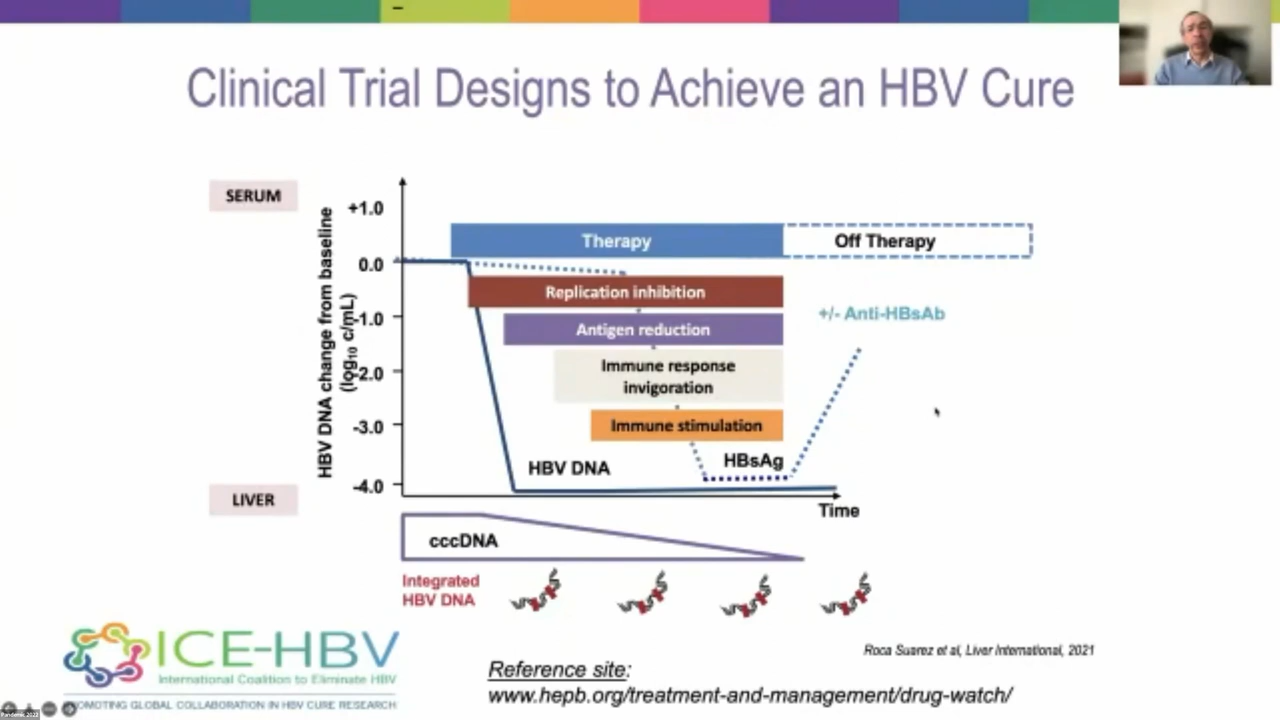 Clinical Trial Designs to Achieve an HBV Cure
SERUM
HBV DNA change from baseline
(log10 c/mL)
+1.0
0.0
-1.0
-2.0
-3.0
-4.0
Therapy
Off Therapy
Replication inhibition
Antigen reduction
Immune response
invigoration
Immune stimulation
+/- Anti-HBsAb
HBV DNA
HBsAg
Time
LIVER
cccDNA
Integrated
HBV DNA
ICE-HBV
International Coalition to Eliminate HBV
OMOTING GLOBAL COLLABORATION IN HBV CURE RESEARCH
Roca Suarez et al, Liver International, 2021
Reference site:
www.hepb.org/treatment-and-management/drug-watch/